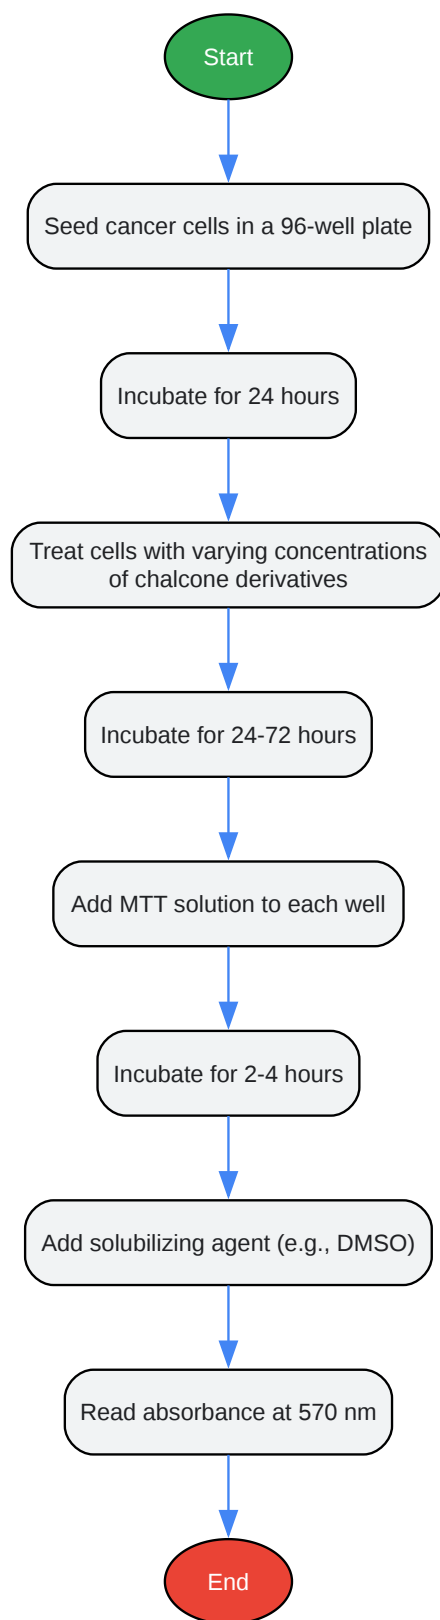 Start
Seed cancer cells in a 96-well plate
Incubate for 24 hours
Treat cells with varying concentrations
of chalcone derivatives
Incubate for 24-72 hours
Add MTT solution to each well
Incubate for 2-4 hours
Add solubilizing agent (e.g., DMSO)
Read absorbance at 570 nm
End